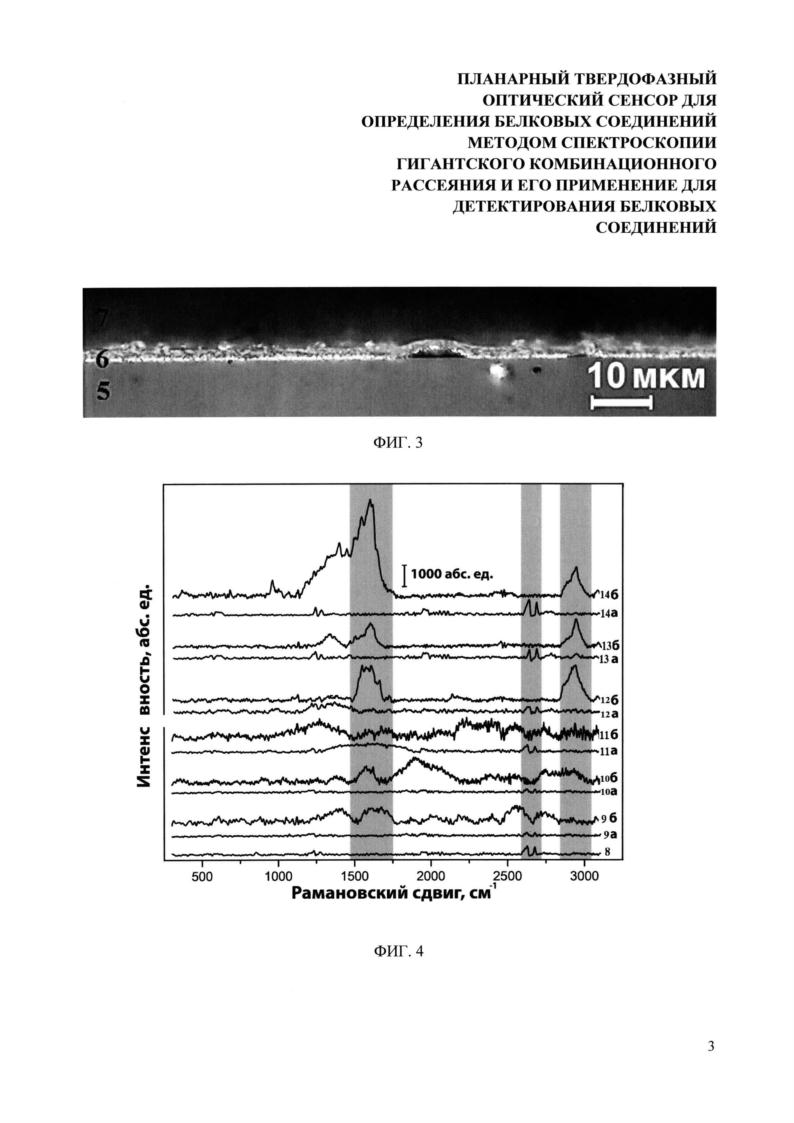 ПЛАНАРНЫЙ ТВЕРДОФАЗНЫЙ
ОПТИЧЕСКИЙ СЕНСОР ДЛЯ
ОПРЕДЕЛЕНИЯ БЕЛКОВЫХ СОЕДИНЕНИЙ
МЕТОДОМ СПЕКТРОСКОПИИ
ГИГАНТСКОГО КОМБИНАЦИОННОГО
РАССЕЯНИЯ И ЕГО ПРИМЕНЕНИЕ ДЛЯ
ДЕТЕКТИРОВАНИЯ БЕЛКОВЫХ
СОЕДИНЕНИЙ
7
6
5
10 мкм
ФИГ. 3
Интенс вность, абс. ед.
1000 абс. ед.
14б
14а
13б
13а
12б
12а
11б
11а
10б
10а
9 б
9а
8
500 1000 1500 2000 2500 3000
Рамановский сдвиг, см-1
ФИГ. 4
3